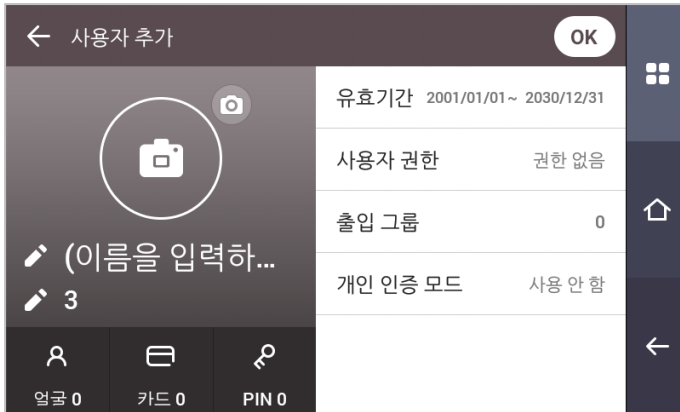 사용자 추가
OK
유효기간 2001/01/01~ 2030/12/31
사용자 권한 권한 없음
출입 그룹 0
개인 인증 모드 사용 안 함
(이름을 입력하...
3
얼굴 0
카드 0
PIN 0